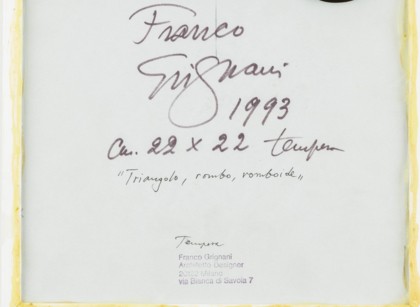 Franco
Grignani
1993
cm. 22 x 22 tempera
"Triangolo, rombo, romboide"
Tempera
Franco Grignani
Architetto Designer
20122 Milano
via Bianca di Savoia 7